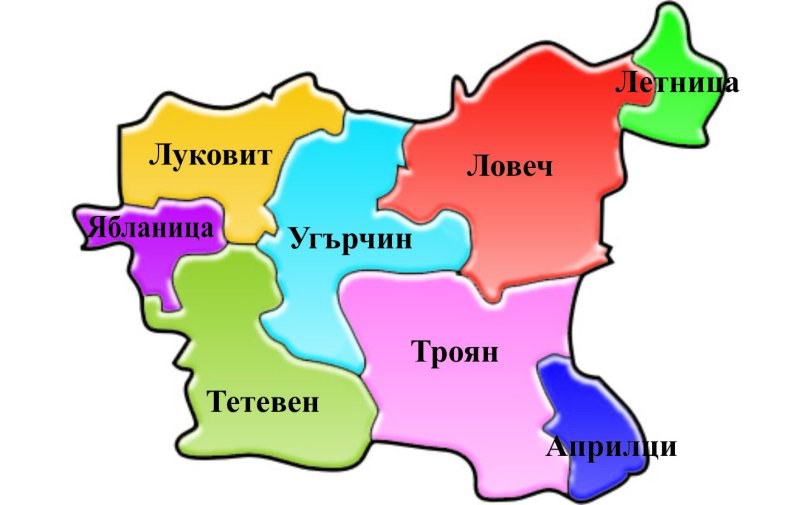 Летница
Луковит
Ловеч
Ябланица
Угърчин
Троян
Тетевен
Априлци